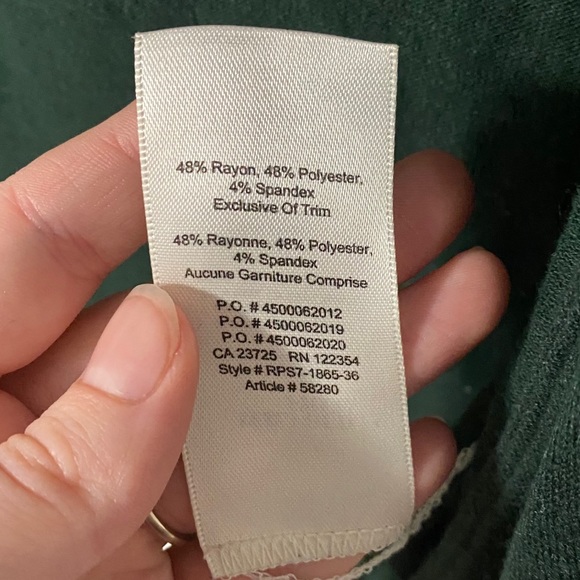 48% Rayon, 48% Polyester,
4% Spandex
Exclusive Of Trim
48% Rayonne, 48% Polyester,
4% Spandex
Aucune Garniture Comprise
P.O. # 4500062012
P.O. # 4500062019
P.O. # 4500062020
CA 23725 RN 122354
Style # RPS7-1865-36
Article # 58280